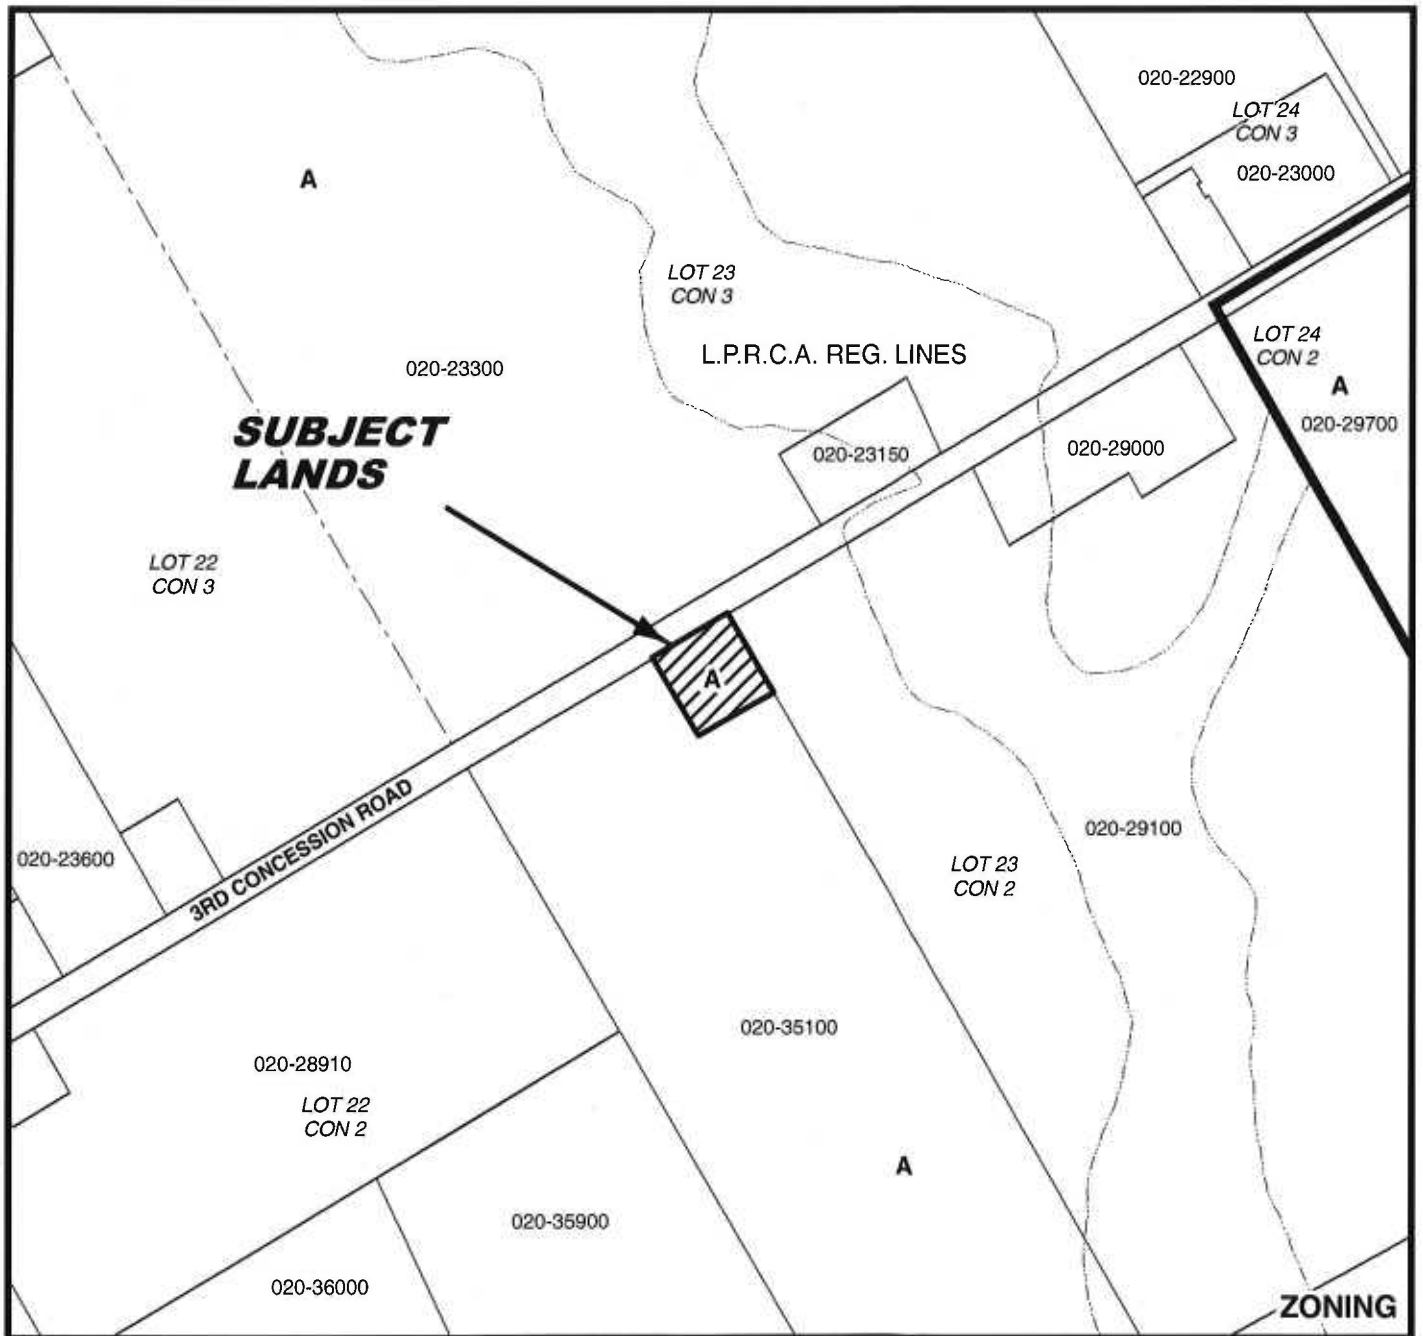 020-22900
LOT 24
CON 3
020-23000
A
LOT 23
CON 3
L.P.R.C.A. REG. LINES
LOT 24
CON 2
A
020-29700
020-23300
SUBJECT
LANDS
020-23150
020-29000
LOT 22
CON 3
A
3RD CONCESSION ROAD
020-23600
020-29100
LOT 23
CON 2
020-35100
020-28910
LOT 22
CON 2
A
020-35900
020-36000
ZONING